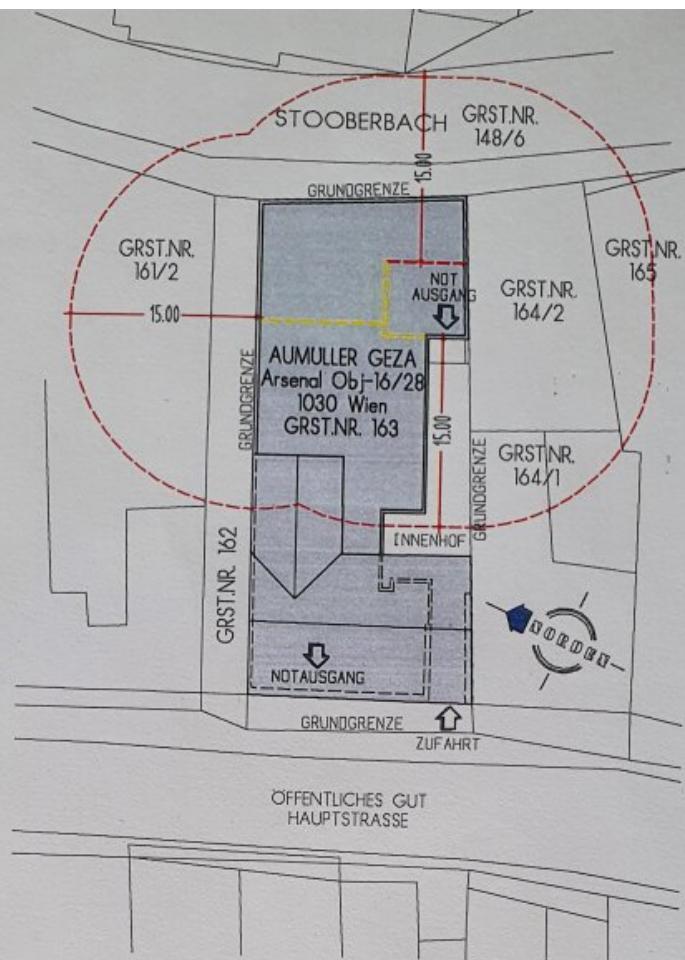 STOOBERBACH
GRST.NR.
148/6
15.00
GRUNDGRENZE
GRST.NR.
161/2
GRST.NR.
165
NOT
AUSGANG
GRST.NR.
164/2
15.00
AUMULLER GEZA
Arsenal Obj-16/28
1030 Wien
GRST.NR. 163
GRUNDGRENZE
15.00
GRUNDGRENZE
GRST.NR.
164/1
INNENHOF
GRST.NR. 162
NORDEN
NOTAUSGANG
GRUNDGRENZE
ZUFAHRT
ÖFFENTLICHES GUT
HAUPTSTRASSE